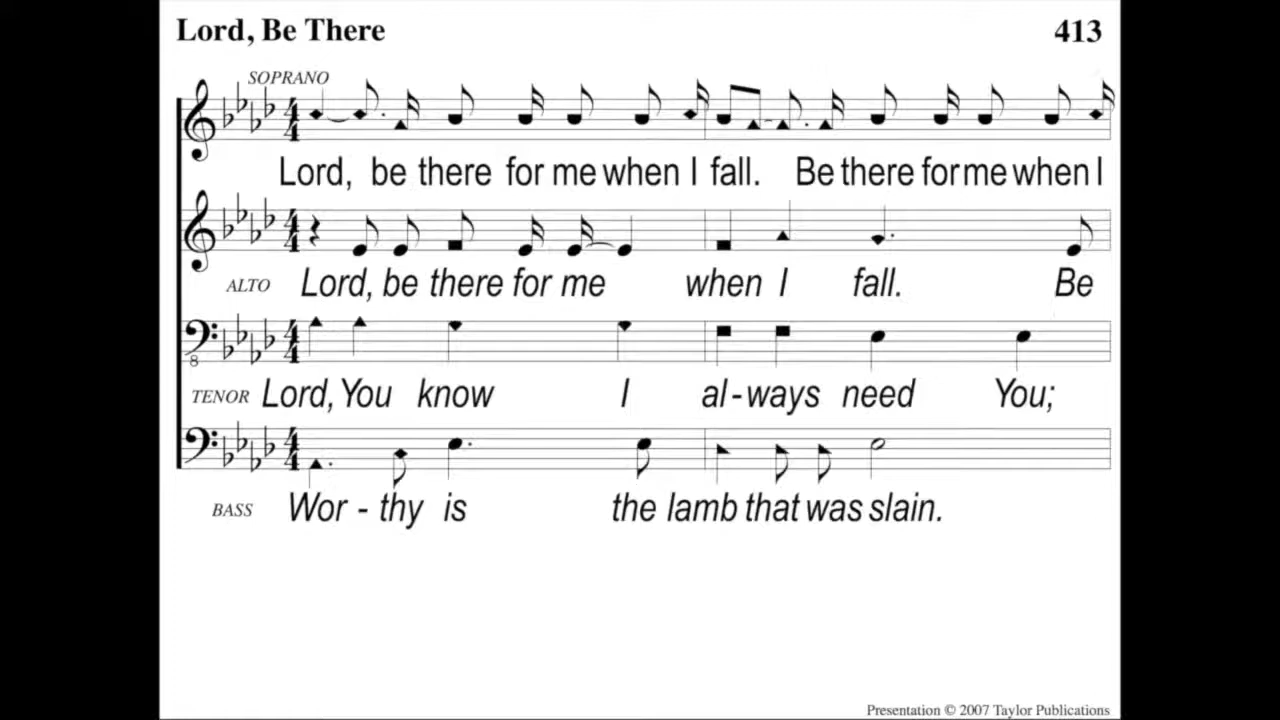 Lord, Be There 413
SOPRANO
Lord, be there for me when I fall. Be there for me when I
ALTO Lord, be there for me when I fall. Be
8
TENOR Lord, You know I al-ways need You;
BASS Wor - thy is the lamb that was slain.
Presentation © 2007 Taylor Publications